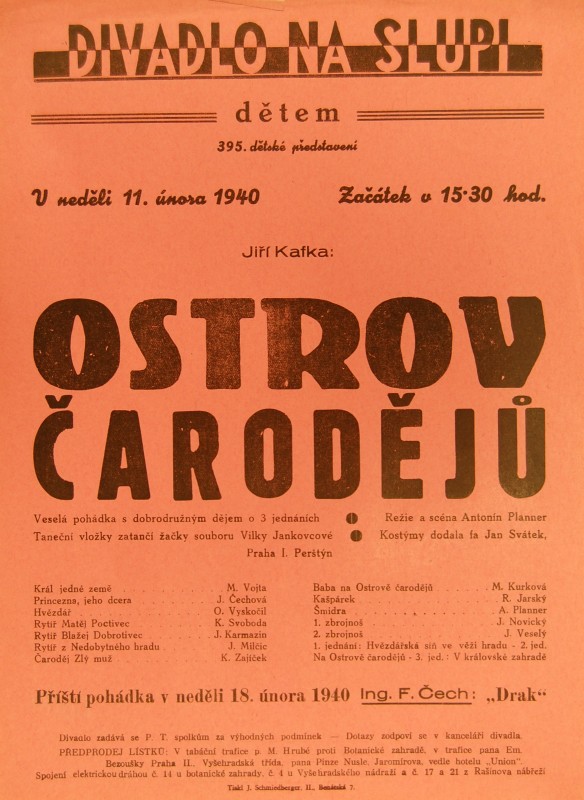 DIVADLO NA SLUPI
dětem
395. dětské představení
V neděli 11. února 1940 Začátek v 15·30 hod.
Jiří Kafka:
OSTROV
ČARODĚJŮ
Veselá pohádka s dobrodružným dějem o 3 jednáních ● Režie a scéna Antonín Planner
Taneční vložky zatančí žačky souboru Vilky Jankovcové ● Kostýmy dodala fa Jan Svátek,
Praha I. Perštýn
Král jedné země . . . M. Vojta
Princezna, jeho dcera . . . J. Čechová
Hvězdář . . . O. Vyskočil
Rytíř Matěj Poctivec . . . K. Svoboda
Rytíř Blažej Dobrotivec . . . J. Karmazin
Rytíř z Nedobytného hradu . . . J. Milčic
Čaroděj Zlý muž . . . K. Zajíček
Baba na Ostrově čarodějů . . . M. Kurková
Kašpárek . . . R. Jarský
Šmidra . . . A. Planner
1. zbrojnoš . . . J. Novický
2. zbrojnoš . . . J. Veselý
1. jednání: Hvězdářská síň ve věži hradu - 2. jed.
Na Ostrově čarodějů - 3. jed.: V královské zahradě
Příští pohádka v neděli 18. února 1940 Ing. F. Čech: „Drak“
Divadlo zadává se P. T. spolkům za výhodných podmínek — Dotazy zodpoví se v kanceláři divadla.
PŘEDPRODEJ LÍSTKŮ: V tabáční trafice p. M. Hrubé proti Botanické zahradě, v trafice pana Em.
Bezoušky Praha II., Vyšehradská třída, pana Pinze Nusle, Jaromírova, vedle hotelu „Union“.
Spojení elektrickou dráhou č. 14 u botanické zahrady, č. 4 u Vyšehradského nádraží a č. 17 a 21 z Rašínova nábřeží
Tiskl J. Schmiedberger, II., Benátská 7.